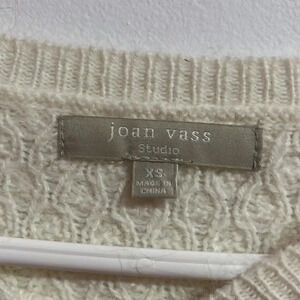 joan vass
Studio
XS
MADE IN
CHINA